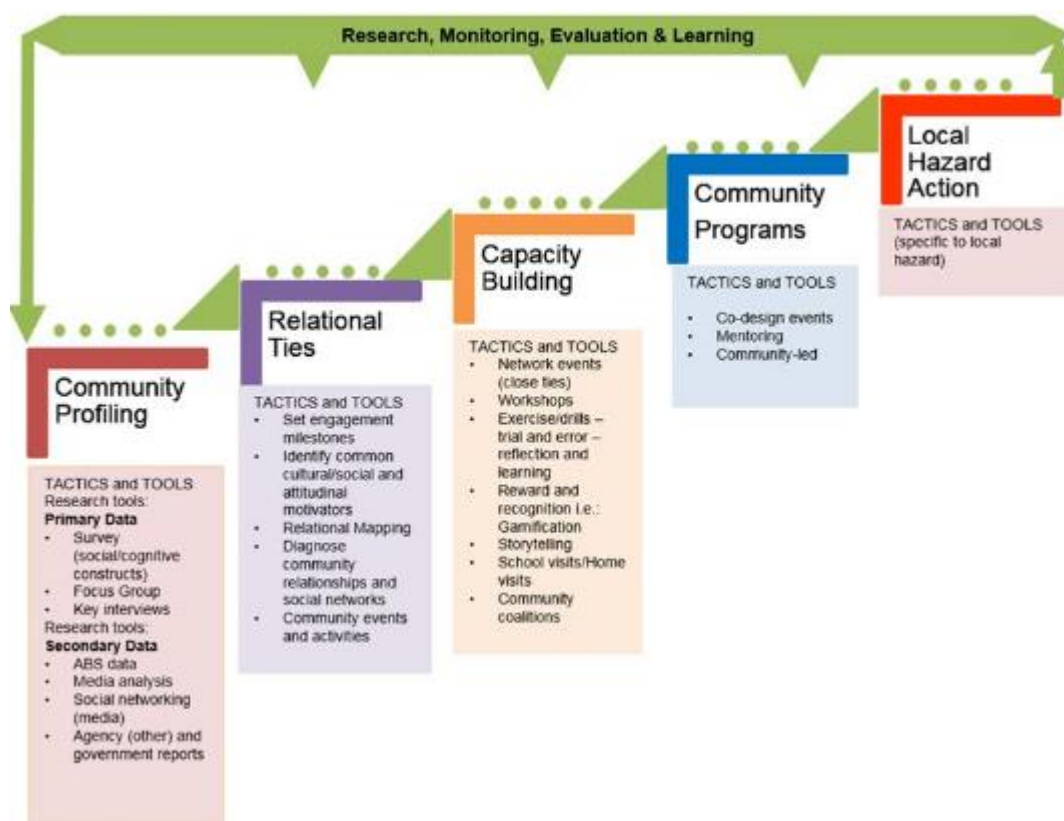 Research, Monitoring, Evaluation & Learning
Community
Profiling
TACTICS and TOOLS
Research tools:
Primary Data
• Survey
(social/cognitive
constructs)
• Focus Group
• Key interviews
Research tools:
Secondary Data
• ABS data
• Media analysis
• Social networking
(media)
• Agency (other) and
government reports
Relational
Ties
TACTICS and TOOLS
• Set engagement
milestones
• Identify common
cultural/social and
attitudinal
motivators
• Relational Mapping
• Diagnose
community
relationships and
social networks
• Community events
and activities
Capacity
Building
TACTICS and TOOLS
• Network events
(close ties)
• Workshops
• Exercise/drills –
trial and error –
reflection and
learning
• Reward and
recognition i.e.:
Gamification
• Storytelling
• School visits/Home
visits
• Community
coalitions
Community
Programs
TACTICS and TOOLS
• Co-design events
• Mentoring
• Community-led
Local
Hazard
Action
TACTICS and TOOLS
(specific to local
hazard)